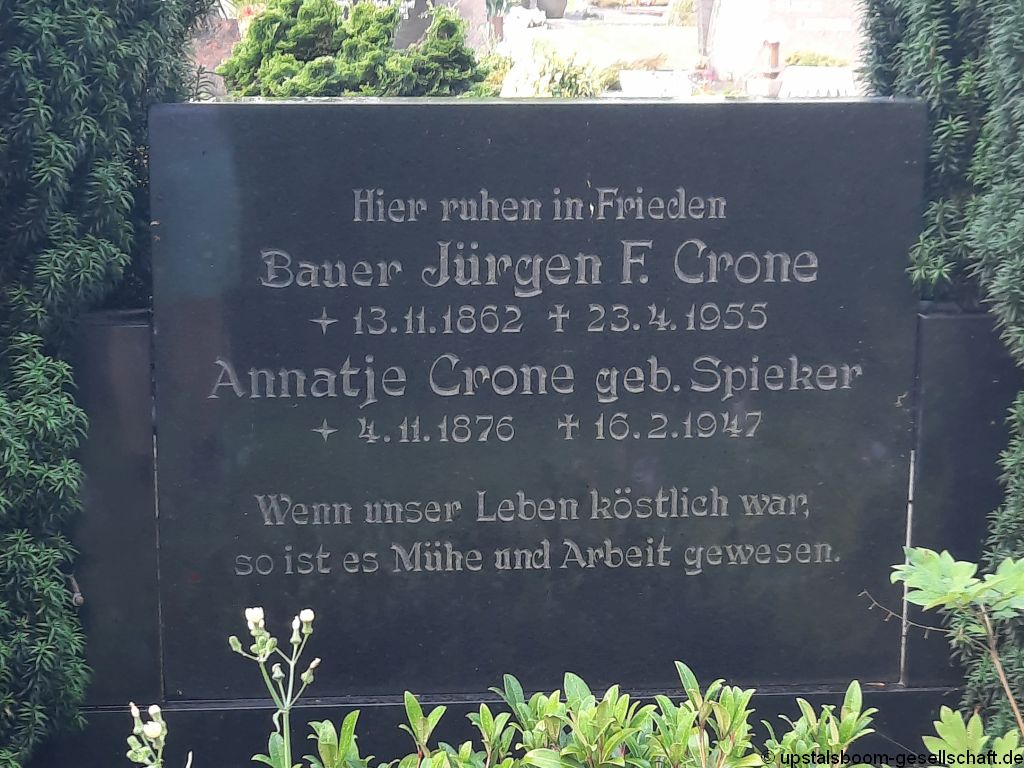 Hier ruhen in Frieden
Bauer Jürgen F. Crone
✦ 13.11.1862 ✝ 23.4.1955
Annatje Crone geb. Spieker
✦ 4.11.1876 ✝ 16.2.1947
Wenn unser Leben köstlich war,
so ist es Mühe und Arbeit gewesen.
© upstalsboom-gesellschaft.de